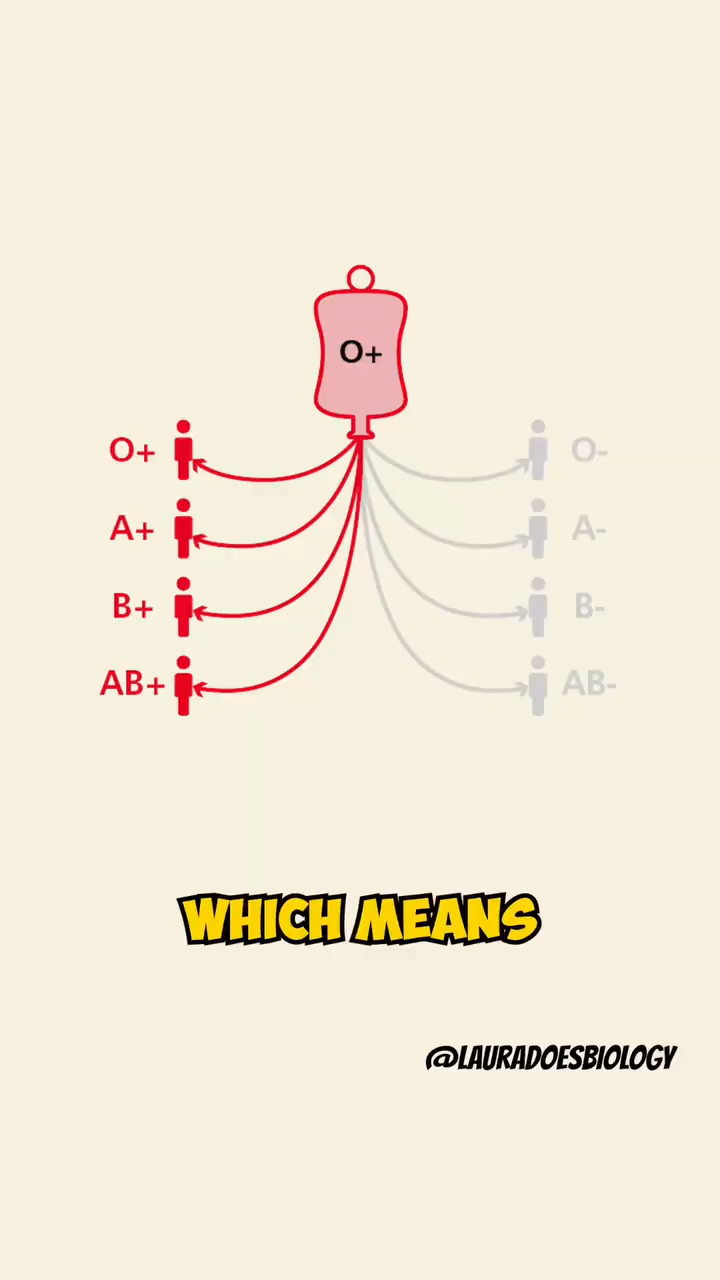 O+
O+ O-
A+ A-
B+ B-
AB+ AB-
WHICH MEANS
@LAURADOESBIOLOGY